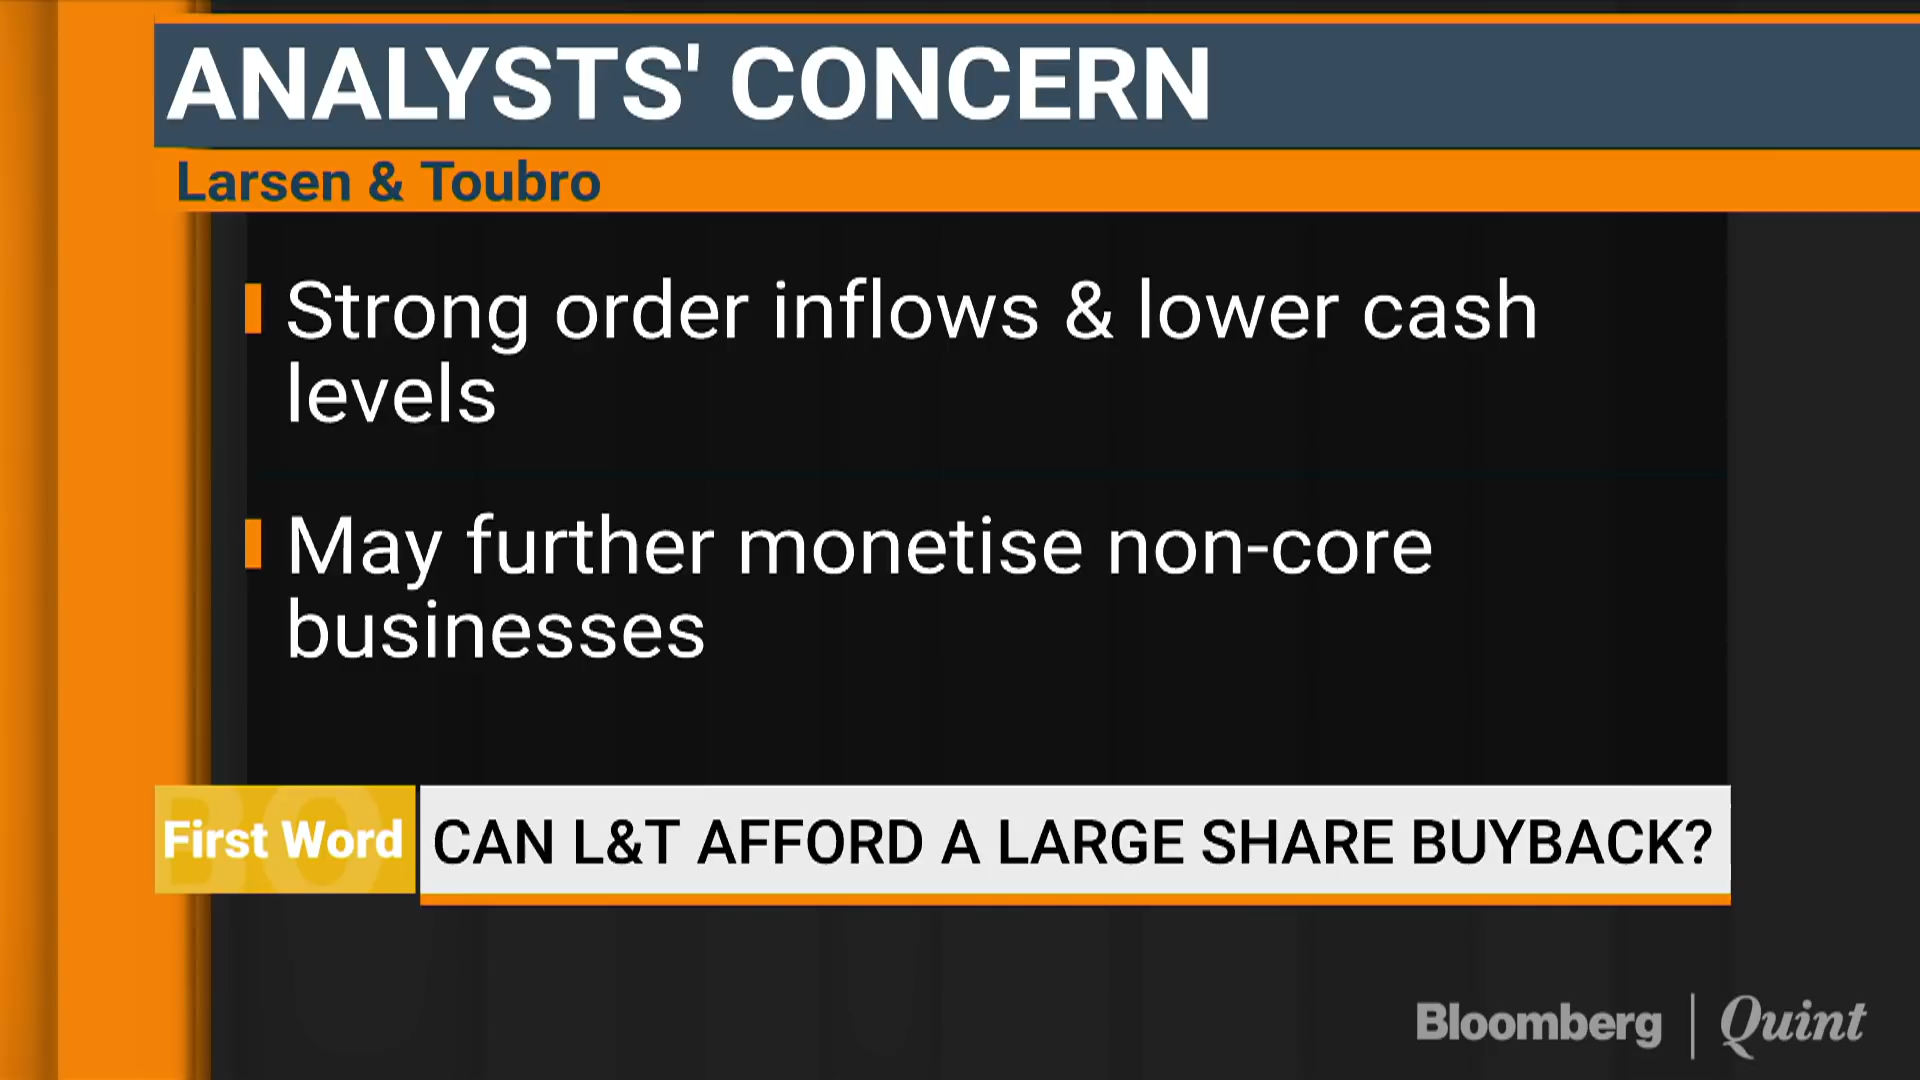 ANALYSTS' CONCERN
Larsen & Toubro
Strong order inflows & lower cash
levels
May further monetise non-core
businesses
First Word
CAN L&T AFFORD A LARGE SHARE BUYBACK?
Bloomberg | Quint